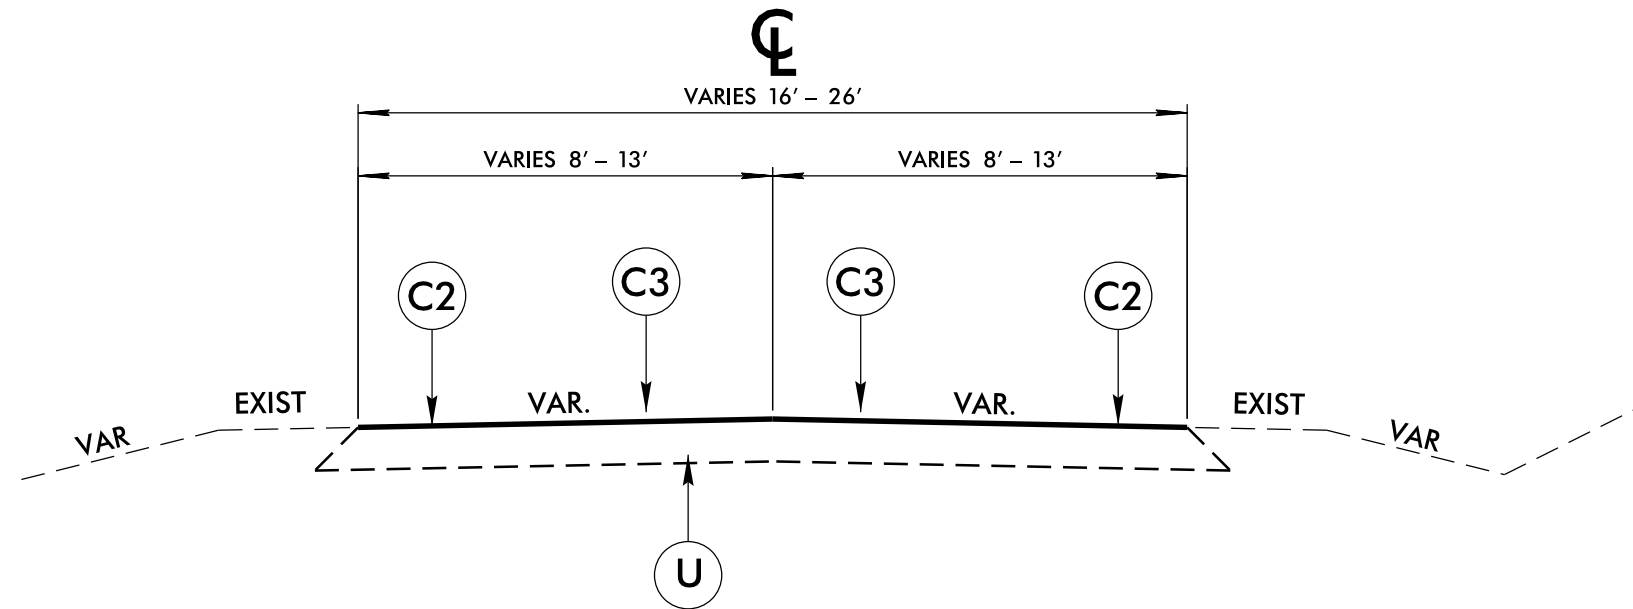 ℄
VARIES 16' – 26'
VARIES 8' – 13' VARIES 8' – 13'
C2 C3 C3 C2
EXIST VAR. VAR. EXIST
VAR VAR
U